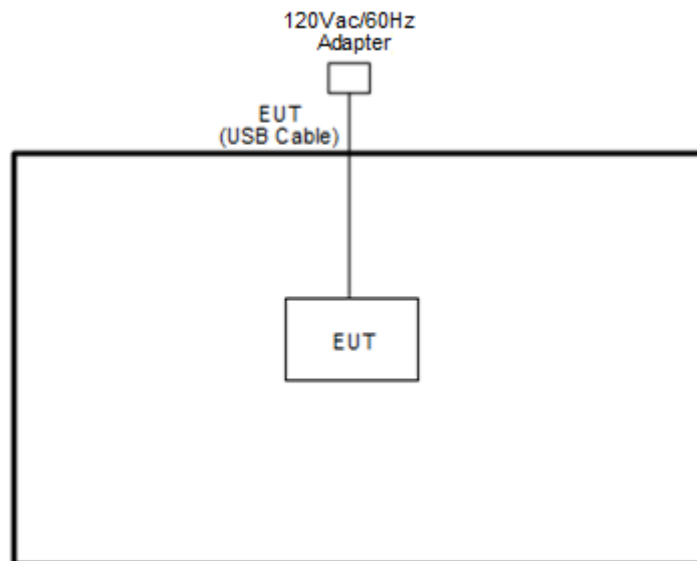 120Vac/60Hz
Adapter
EUT
(USB Cable)
EUT